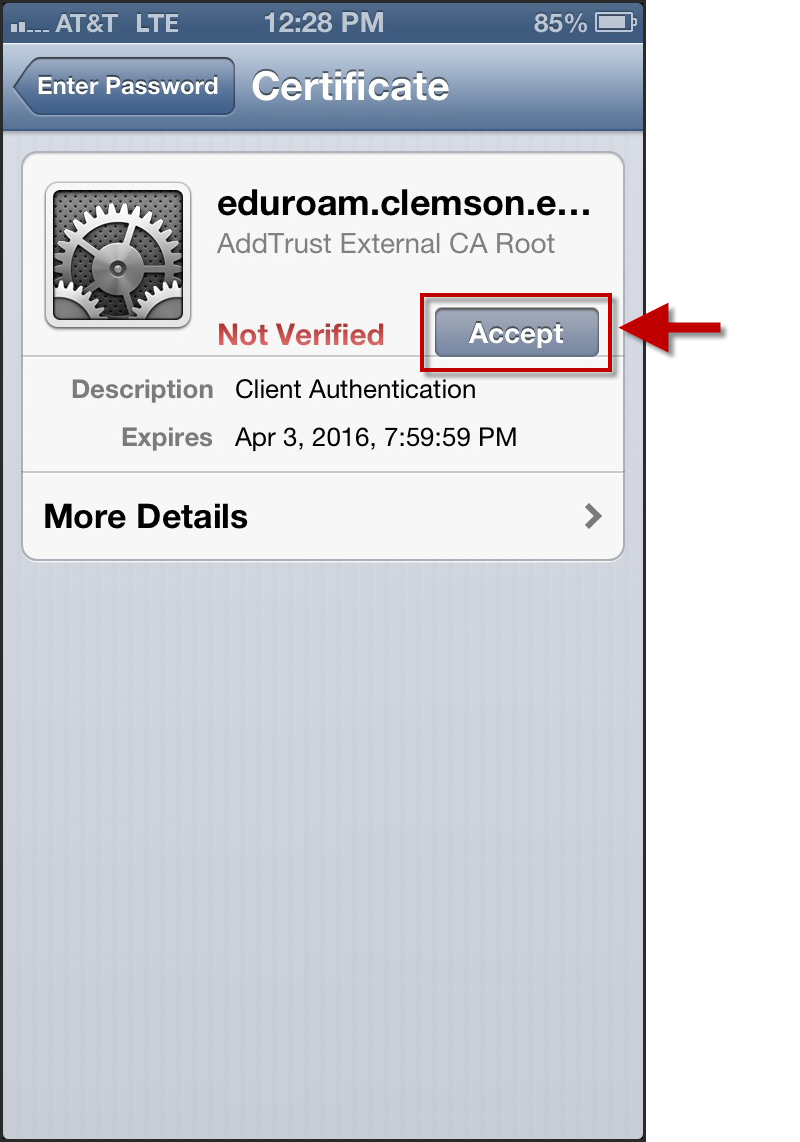 AT&T LTE 12:28 PM 85%
Enter Password Certificate
eduroam.clemson.e...
AddTrust External CA Root
Not Verified Accept
Description Client Authentication
Expires Apr 3, 2016, 7:59:59 PM
More Details